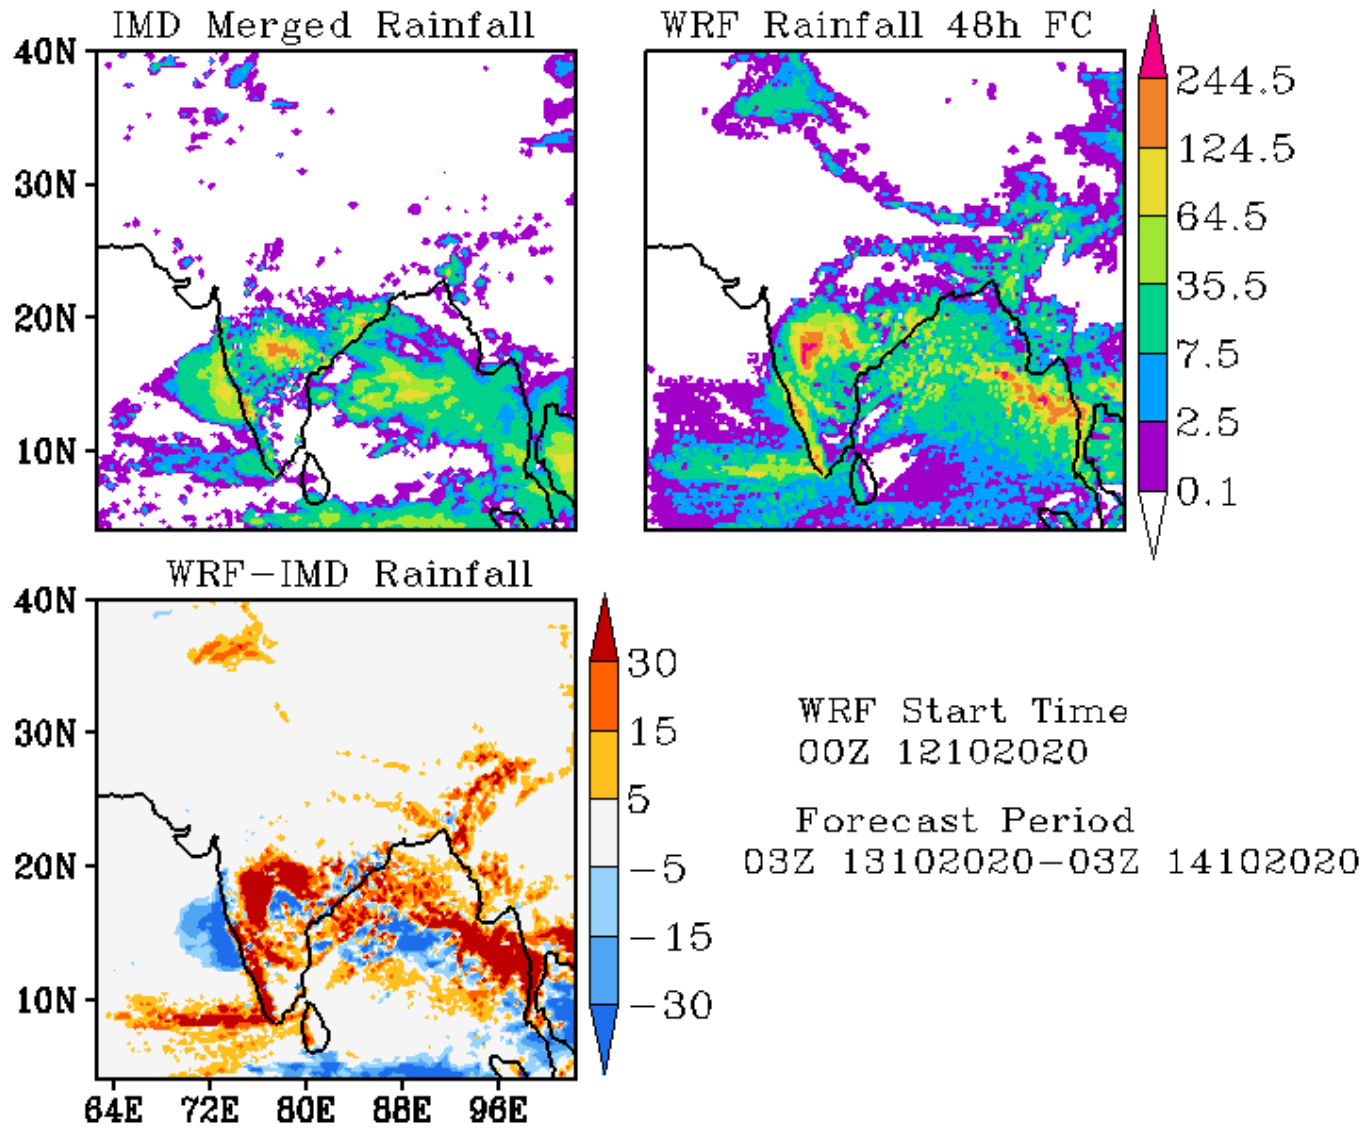 IMD Merged Rainfall
WRF Rainfall 48h FC
40N
30N
20N
10N
244.5
124.5
64.5
35.5
7.5
2.5
0.1
WRF-IMD Rainfall
40N
30N
20N
10N
64E 72E 80E 88E 96E
30
15
5
-5
-15
-30
WRF Start Time
00Z 12102020
Forecast Period
03Z 13102020-03Z 14102020